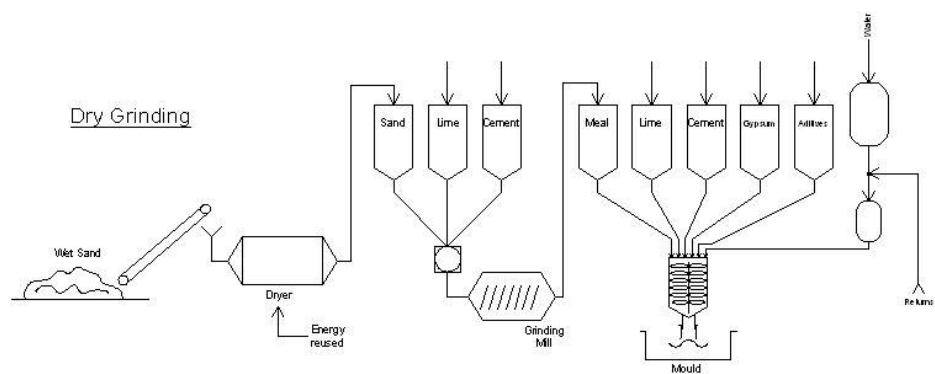 Water
Dry Grinding
Sand
Lime
Cement
Meal
Lime
Cement
Gypsum
Additives
Wet Sand
Dryer
Energy
reused
Grinding
Mill
Returns
Mould